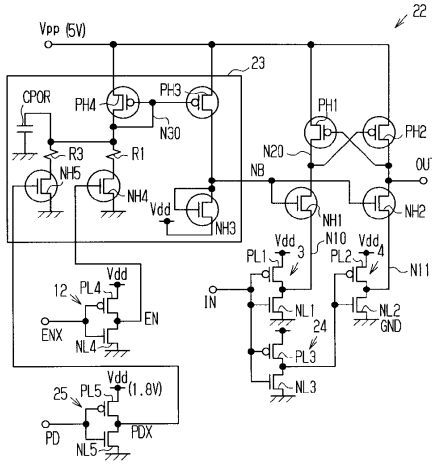 22
Vpp (5V)
23
CPOR
PH4
PH3
PH1
PH2
N30
N20
R3
R1
OUT
NH5
NH4
NB
Vdd
NH3
NH1
NH2
N10
Vdd
Vdd
PL1
3
PL2
4
N11
12
PL4
Vdd
IN
ENX
EN
NL1
NL2
GND
NL4
24
PL3
NL3
25
PL5
Vdd
(1.8V)
PD
PDX
NL5